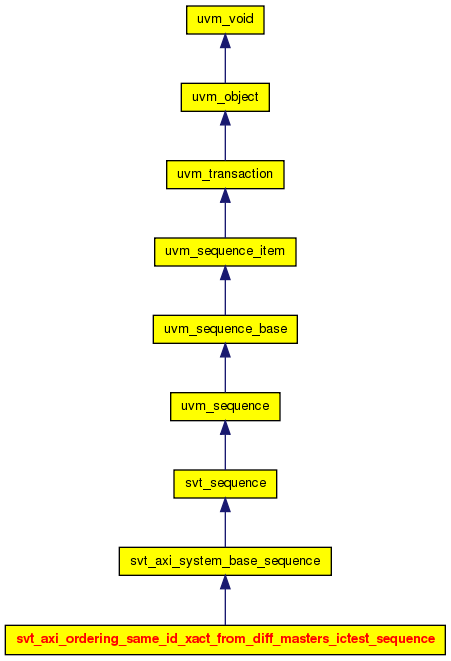 uvm_void
uvm_object
uvm_transaction
uvm_sequence_item
uvm_sequence_base
uvm_sequence
svt_sequence
svt_axi_system_base_sequence
svt_axi_ordering_same_id_xact_from_diff_masters_ictest_sequence